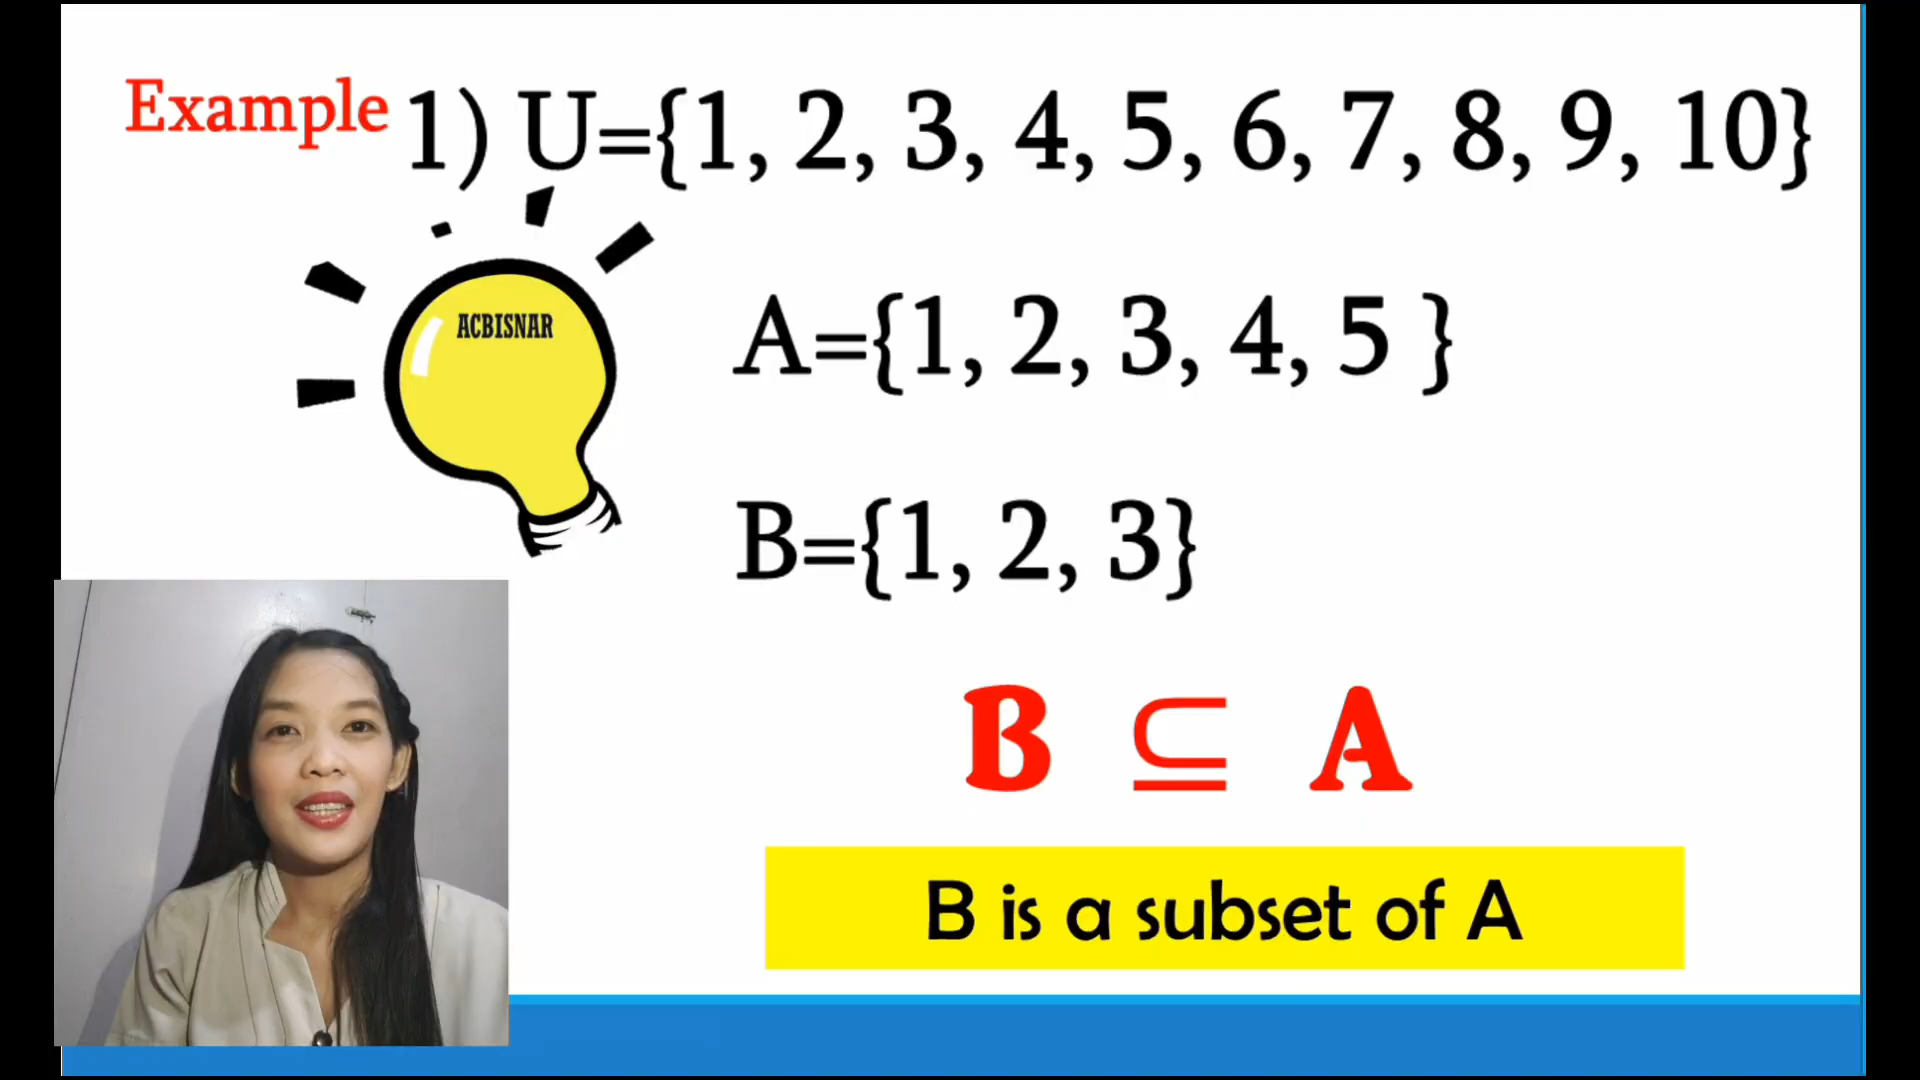 Example 1) U={1, 2, 3, 4, 5, 6, 7, 8, 9, 10}
ACBISNAR
A={1, 2, 3, 4, 5 }
B={1, 2, 3}
B ⊆ A
B is a subset of A